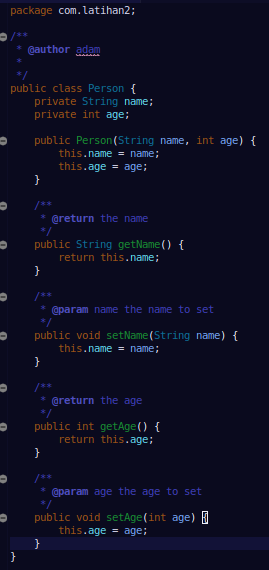 package com.latihan2;
/**
 * @author adam
 *
 */
public class Person {
    private String name;
    private int age;
    public Person(String name, int age) {
        this.name = name;
        this.age = age;
    }
    /**
     * @return the name
     */
    public String getName() {
        return this.name;
    }
    /**
     * @param name the name to set
     */
    public void setName(String name) {
        this.name = name;
    }
    /**
     * @return the age
     */
    public int getAge() {
        return this.age;
    }
    /**
     * @param age the age to set
     */
    public void setAge(int age) {
        this.age = age;
    }
}